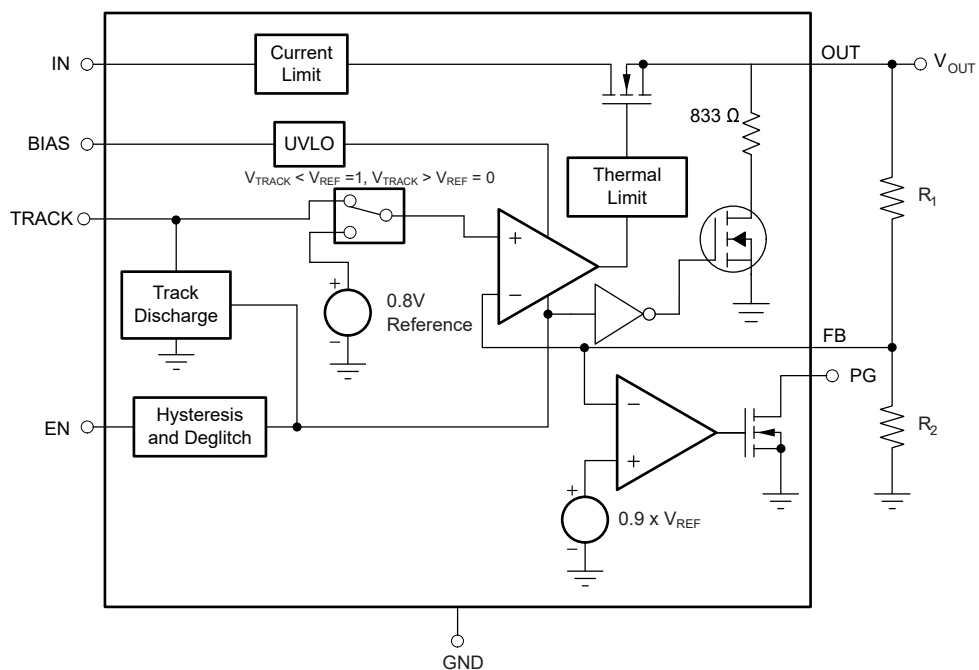 IN
Current
Limit
OUT
V_OUT
833 Ω
BIAS
UVLO
Thermal
Limit
V_TRACK < V_REF =1, V_TRACK > V_REF = 0
TRACK
R_1
+
−
Track
Discharge
+
−
0.8V
Reference
FB
PG
EN
Hysteresis
and Deglitch
−
+
R_2
+
−
0.9 x V_REF
GND